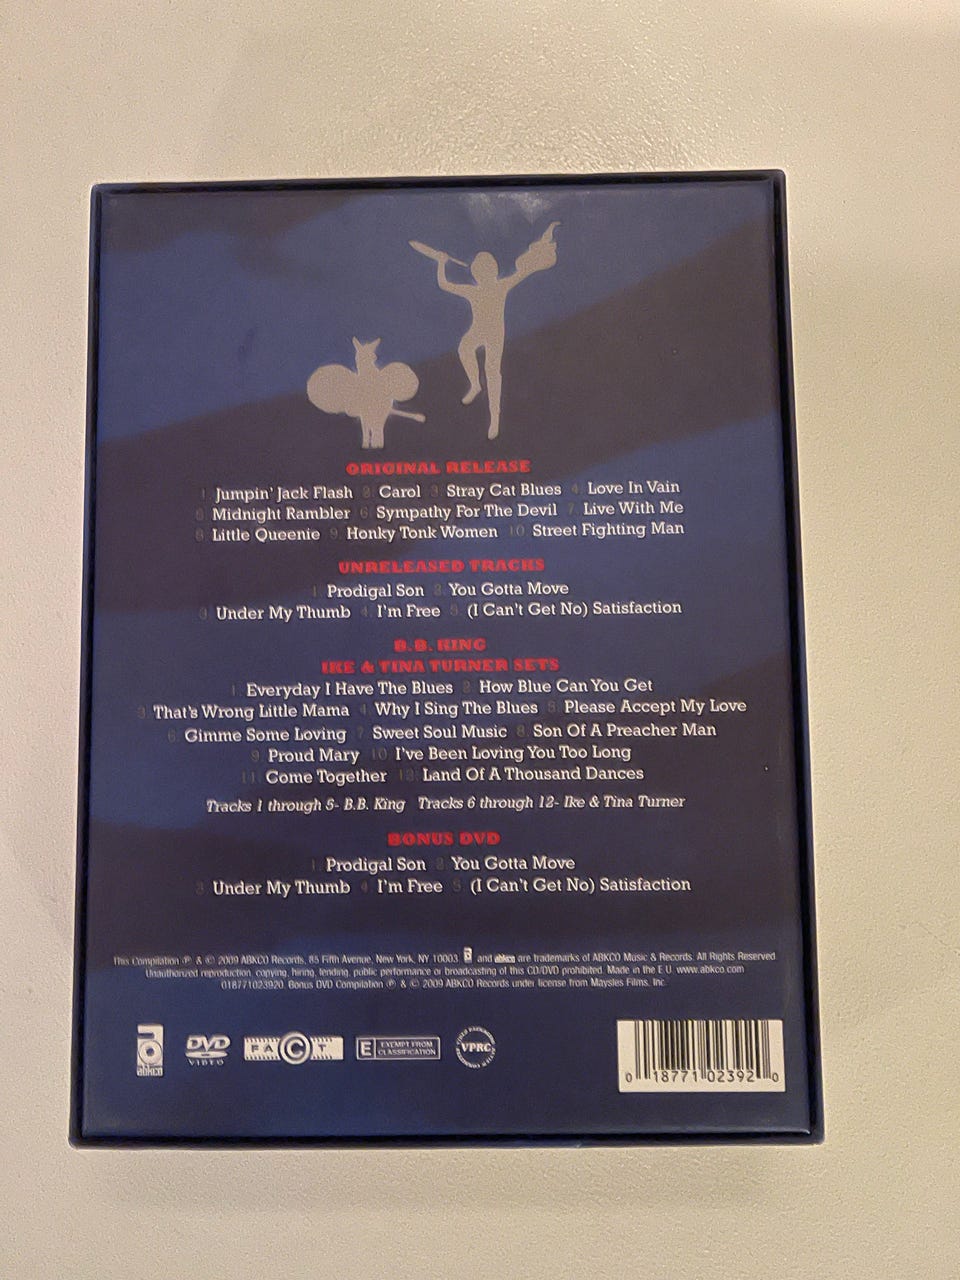 ORIGINAL RELEASE
1 Jumpin' Jack Flash 2 Carol 3 Stray Cat Blues 4 Love In Vain
5 Midnight Rambler 6 Sympathy For The Devil 7 Live With Me
8 Little Queenie 9 Honky Tonk Women 10 Street Fighting Man
UNRELEASED TRACKS
1 Prodigal Son 2 You Gotta Move
3 Under My Thumb 4 I'm Free 5 (I Can't Get No) Satisfaction
B.B. KING
IKE & TINA TURNER SETS
1 Everyday I Have The Blues 2 How Blue Can You Get
3 That's Wrong Little Mama 4 Why I Sing The Blues 5 Please Accept My Love
6 Gimme Some Loving 7 Sweet Soul Music 8 Son Of A Preacher Man
9 Proud Mary 10 I've Been Loving You Too Long
11 Come Together 12 Land Of A Thousand Dances
Tracks 1 through 5- B.B. King Tracks 6 through 12- Ike & Tina Turner
BONUS DVD
1 Prodigal Son 2 You Gotta Move
3 Under My Thumb 4 I'm Free 5 (I Can't Get No) Satisfaction
This Compilation ℗ & © 2009 ABKCO Records, 85 Fifth Avenue, New York, NY 10003. a and abkco are trademarks of ABKCO Music & Records. All Rights Reserved.
Unauthorized reproduction, copying, hiring, lending, public performance or broadcasting of this CD/DVD prohibited. Made in the E.U. www.abkco.com
018771023920. Bonus DVD Compilation ℗ & © 2009 ABKCO Records under license from Maysles Films, Inc.
abkco
DVD VIDEO
FACT
E EXEMPT FROM CLASSIFICATION
VPRC
0 18771 02392 0